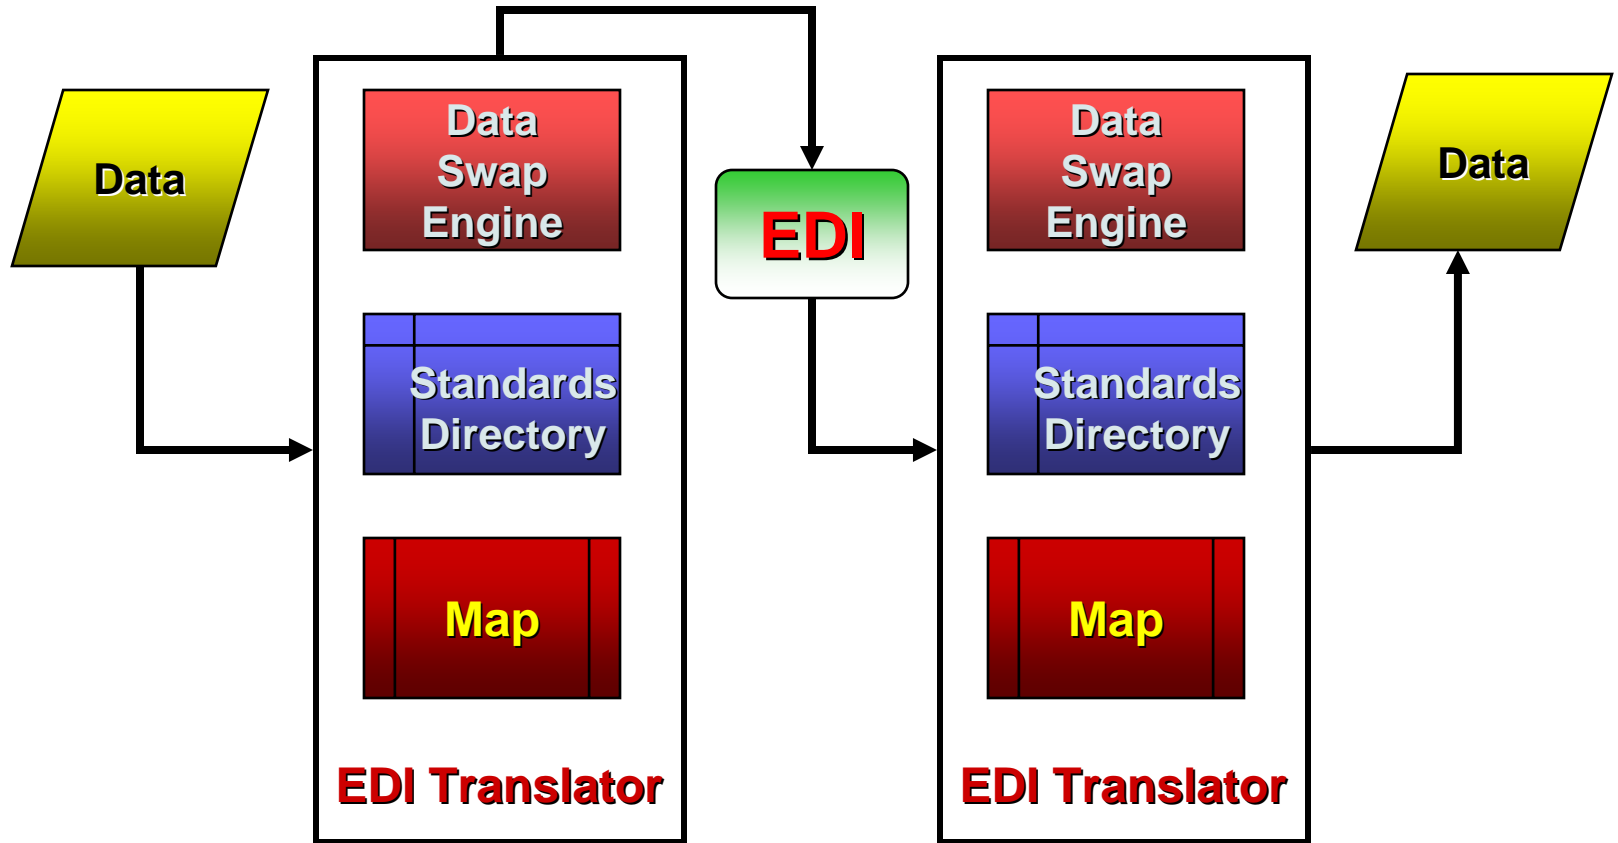 Data
Data
Swap
Engine
Standards
Directory
Map
EDI Translator
EDI
Data
Swap
Engine
Standards
Directory
Map
EDI Translator
Data